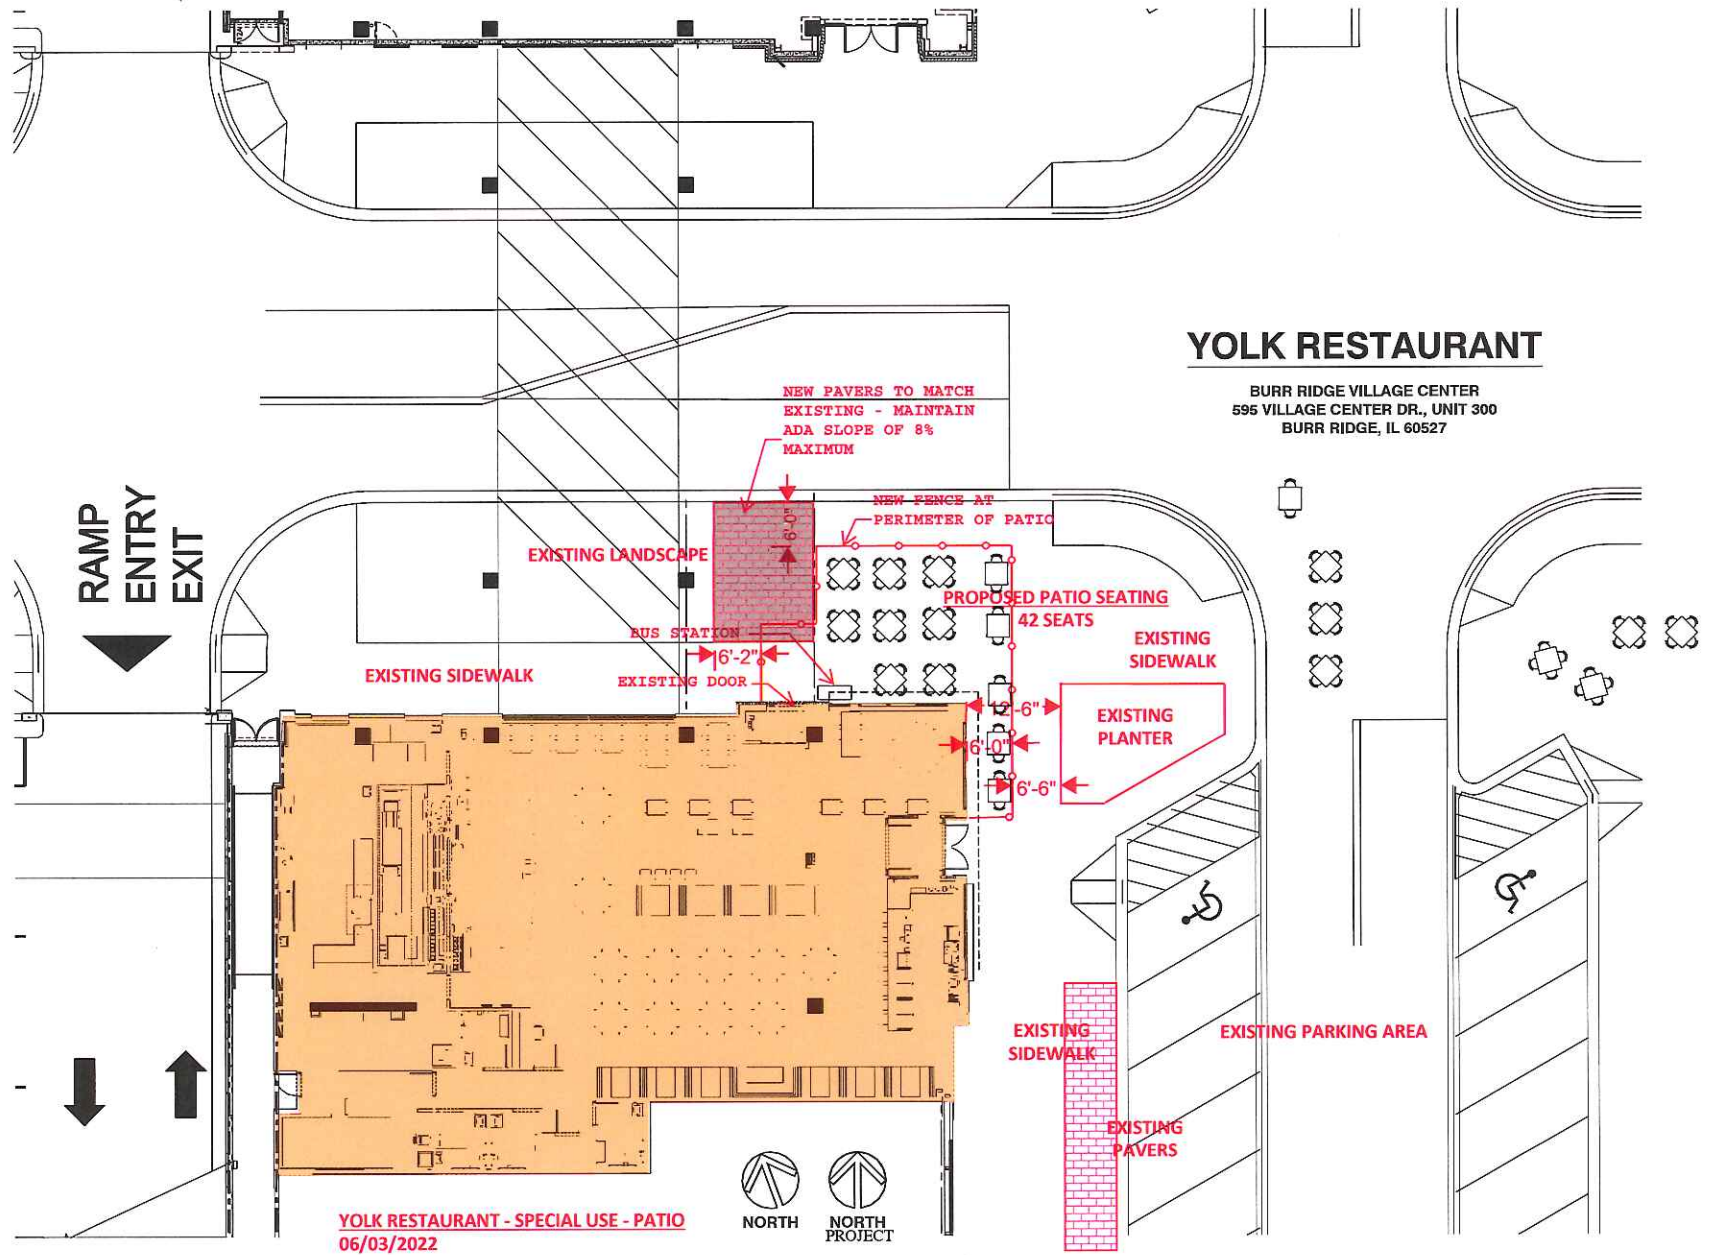 YOLK RESTAURANT
BURR RIDGE VILLAGE CENTER
595 VILLAGE CENTER DR., UNIT 300
BURR RIDGE, IL 60527
NEW PAVERS TO MATCH
EXISTING - MAINTAIN
ADA SLOPE OF 8%
MAXIMUM
RAMP
ENTRY
EXIT
6'-0"
NEW FENCE AT
PERIMETER OF PATIO
EXISTING LANDSCAPE
PROPOSED PATIO SEATING
42 SEATS
BUS STATION
6'-2"
EXISTING DOOR
EXISTING SIDEWALK
EXISTING
SIDEWALK
EXISTING
PLANTER
6'-0"
6'-6"
EXISTING
SIDEWALK
EXISTING PARKING AREA
EXISTING
PAVERS
NORTH
NORTH
PROJECT
YOLK RESTAURANT - SPECIAL USE - PATIO
06/03/2022